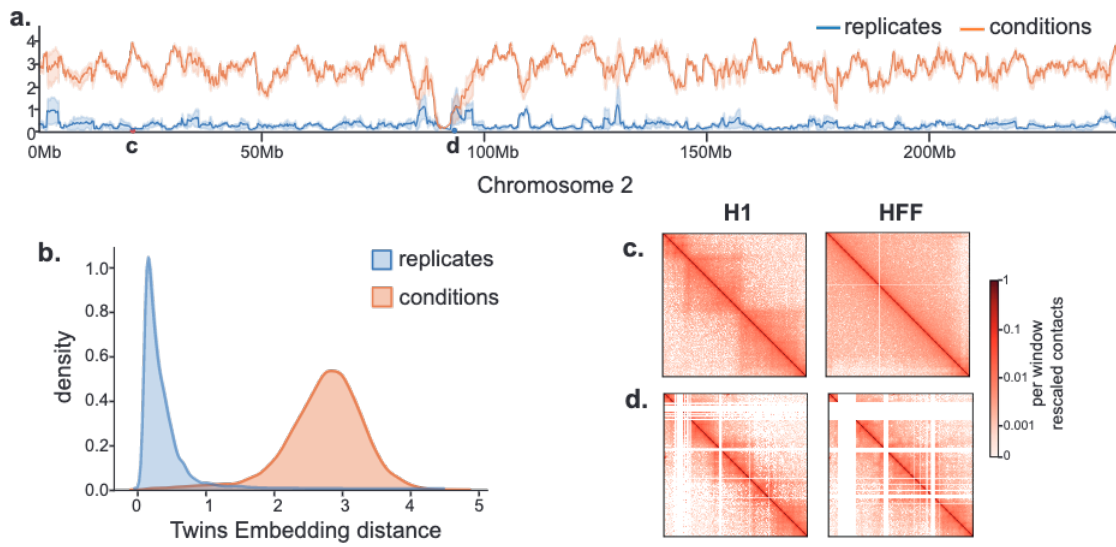 a.
replicates conditions
4
3
2
1
0
0Mb c 50Mb d 100Mb 150Mb 200Mb
Chromosome 2
b.
replicates
conditions
density
1.0
0.8
0.6
0.4
0.2
0.0
0 1 2 3 4 5
Twins Embedding distance
H1 HFF
c.
d.
1
0.1
0.01
0.001
0
per window
rescaled contacts